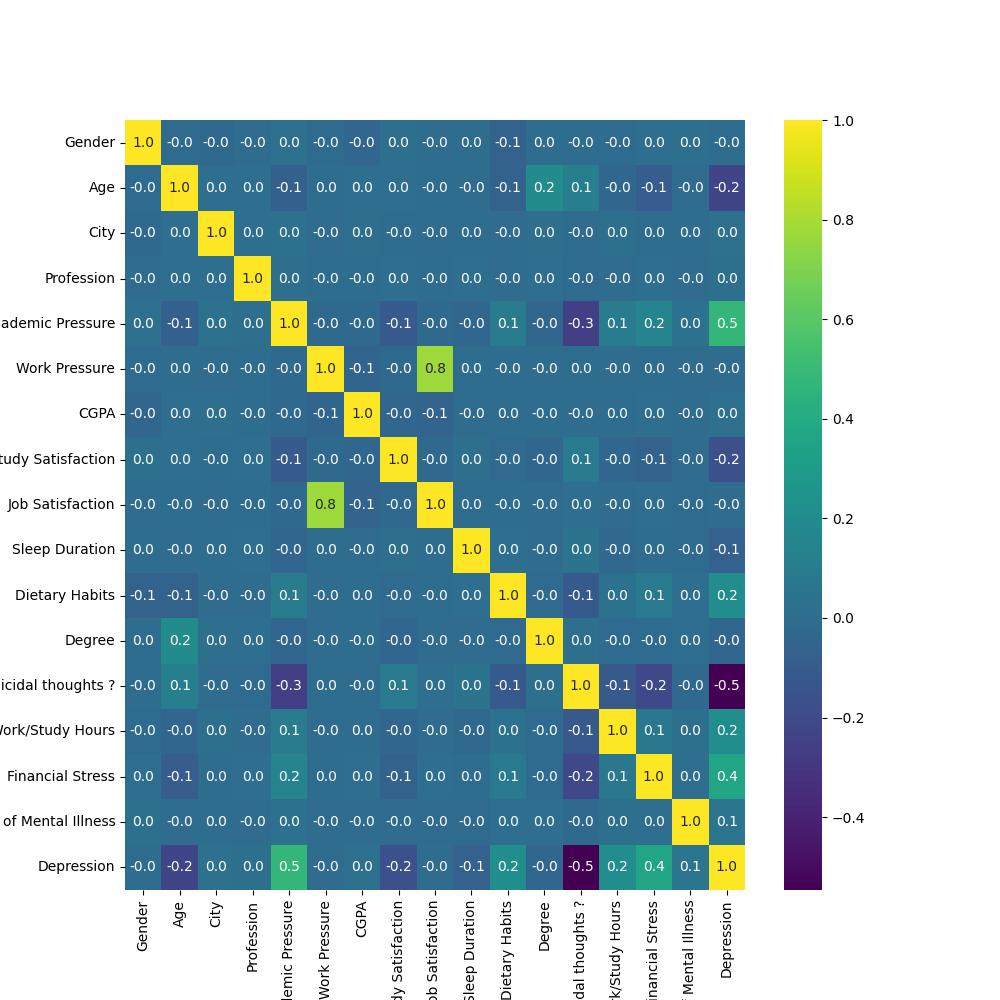 Gender 1.0 -0.0 -0.0 -0.0 0.0 -0.0 -0.0 0.0 -0.0 0.0 -0.1 0.0 -0.0 -0.0 0.0 0.0 -0.0
Age -0.0 1.0 0.0 0.0 -0.1 0.0 0.0 0.0 -0.0 -0.0 -0.1 0.2 0.1 -0.0 -0.1 -0.0 -0.2
City -0.0 0.0 1.0 0.0 0.0 -0.0 0.0 -0.0 -0.0 0.0 -0.0 0.0 -0.0 -0.0 0.0 0.0 0.0
Profession -0.0 0.0 0.0 1.0 0.0 -0.0 -0.0 0.0 -0.0 -0.0 -0.0 0.0 -0.0 -0.0 0.0 -0.0 0.0
ademic Pressure 0.0 -0.1 0.0 0.0 1.0 -0.0 -0.0 -0.1 -0.0 -0.0 0.1 -0.0 -0.3 0.1 0.2 0.0 0.5
Work Pressure -0.0 0.0 -0.0 -0.0 -0.0 1.0 -0.1 -0.0 0.8 0.0 -0.0 -0.0 0.0 -0.0 0.0 -0.0 -0.0
CGPA -0.0 0.0 0.0 -0.0 -0.0 -0.1 1.0 -0.0 -0.1 -0.0 0.0 -0.0 -0.0 0.0 0.0 0.0 0.0
tudy Satisfaction 0.0 0.0 -0.0 0.0 -0.1 -0.0 -0.0 1.0 -0.0 0.0 -0.0 -0.0 0.1 -0.0 -0.1 -0.0 -0.2
Job Satisfaction -0.0 -0.0 -0.0 -0.0 -0.0 0.8 -0.1 -0.0 1.0 0.0 -0.0 -0.0 0.0 -0.0 0.0 -0.0 -0.0
Sleep Duration 0.0 -0.0 0.0 -0.0 -0.0 0.0 -0.0 0.0 0.0 1.0 0.0 -0.0 0.0 -0.0 0.0 -0.0 -0.1
Dietary Habits -0.1 -0.1 -0.0 -0.0 0.1 -0.0 0.0 -0.0 -0.0 0.0 1.0 -0.0 -0.1 0.0 0.1 0.0 0.2
Degree 0.0 0.2 0.0 0.0 -0.0 -0.0 -0.0 -0.0 -0.0 -0.0 -0.0 1.0 0.0 -0.0 -0.0 0.0 -0.0
icidal thoughts ? -0.0 0.1 -0.0 -0.0 -0.3 0.0 -0.0 0.1 0.0 0.0 -0.1 0.0 1.0 -0.1 -0.2 -0.0 -0.5
Work/Study Hours -0.0 -0.0 -0.0 -0.0 0.1 -0.0 0.0 -0.0 -0.0 -0.0 0.0 -0.0 -0.1 1.0 0.1 0.0 0.2
Financial Stress 0.0 -0.1 0.0 0.0 0.2 0.0 0.0 -0.1 0.0 0.0 0.1 -0.0 -0.2 0.1 1.0 0.0 0.4
of Mental Illness 0.0 -0.0 0.0 -0.0 0.0 -0.0 0.0 -0.0 -0.0 -0.0 0.0 0.0 -0.0 0.0 0.0 1.0 0.1
Depression -0.0 -0.2 0.0 0.0 0.5 -0.0 0.0 -0.2 -0.0 -0.1 0.2 -0.0 -0.5 0.2 0.4 0.1 1.0
Gender
Age
City
Profession
demic Pressure
Work Pressure
CGPA
dy Satisfaction
ob Satisfaction
Sleep Duration
Dietary Habits
Degree
dal thoughts ?
rk/Study Hours
inancial Stress
Mental Illness
Depression
1.0
0.8
0.6
0.4
0.2
0.0
−0.2
−0.4